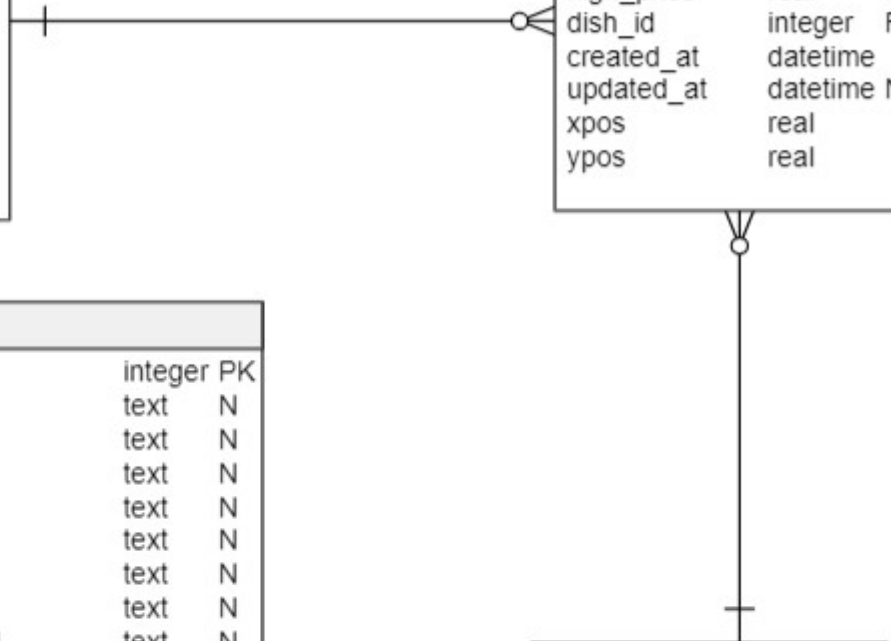 dish_id integer
created_at datetime
updated_at datetime N
xpos real
ypos real
integer PK
text N
text N
text N
text N
text N
text N
text N
text N